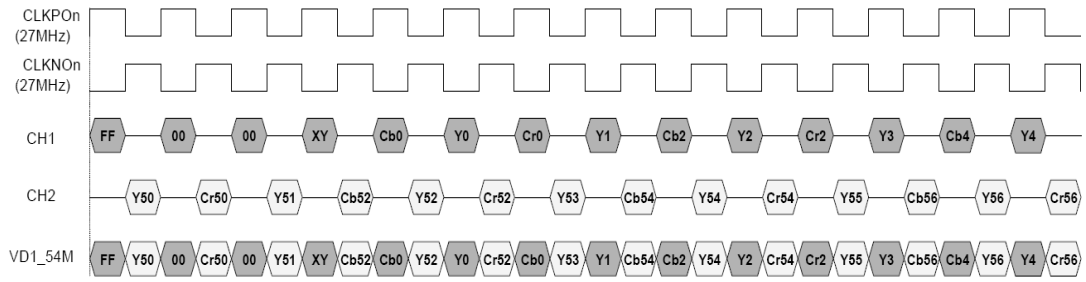 CLKPOn
(27MHz)
CLKNOn
(27MHz)
CH1 FF 00 00 XY Cb0 Y0 Cr0 Y1 Cb2 Y2 Cr2 Y3 Cb4 Y4
CH2 Y50 Cr50 Y51 Cb52 Y52 Cr52 Y53 Cb54 Y54 Cr54 Y55 Cb56 Y56 Cr56
VD1_54M FF Y50 00 Cr50 00 Y51 XY Cb52 Cb0 Y52 Y0 Cr52 Cb0 Y53 Y1 Cb54 Cb2 Y54 Y2 Cr54 Cr2 Y55 Y3 Cb56 Cb4 Y56 Y4 Cr56